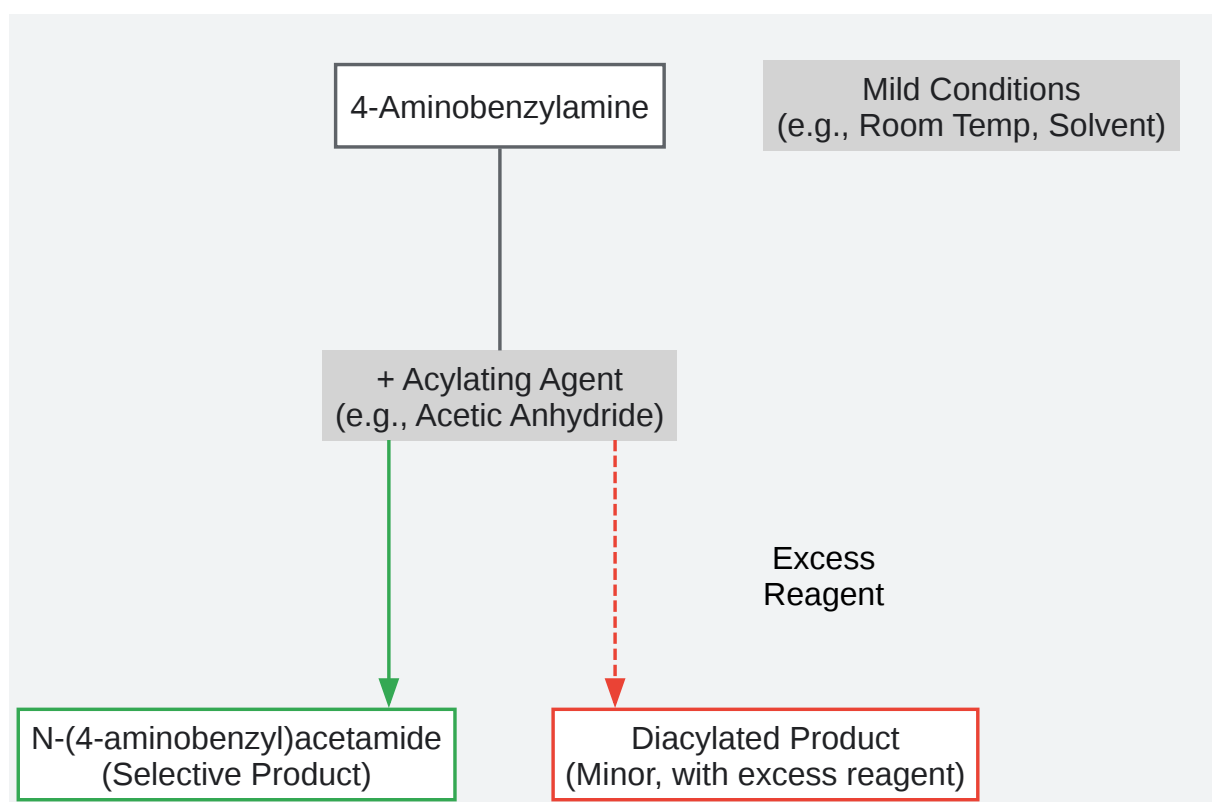 4-Aminobenzylamine
Mild Conditions
(e.g., Room Temp, Solvent)
+ Acylating Agent
(e.g., Acetic Anhydride)
Excess
Reagent
N-(4-aminobenzyl)acetamide
(Selective Product)
Diacylated Product
(Minor, with excess reagent)